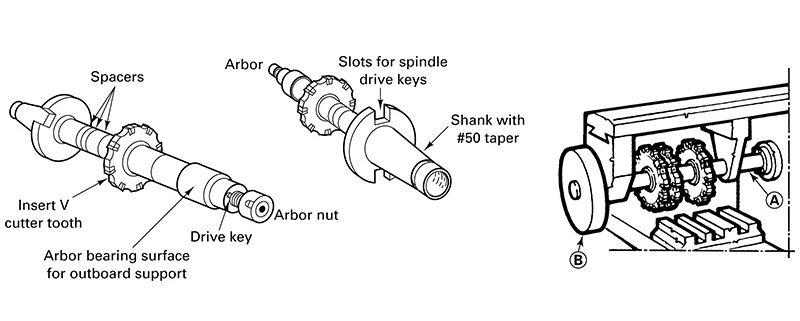 Spacers
Insert V
cutter tooth
Arbor bearing surface
for outboard support
Drive key
Arbor nut
Arbor
Slots for spindle
drive keys
Shank with
#50 taper
A
B